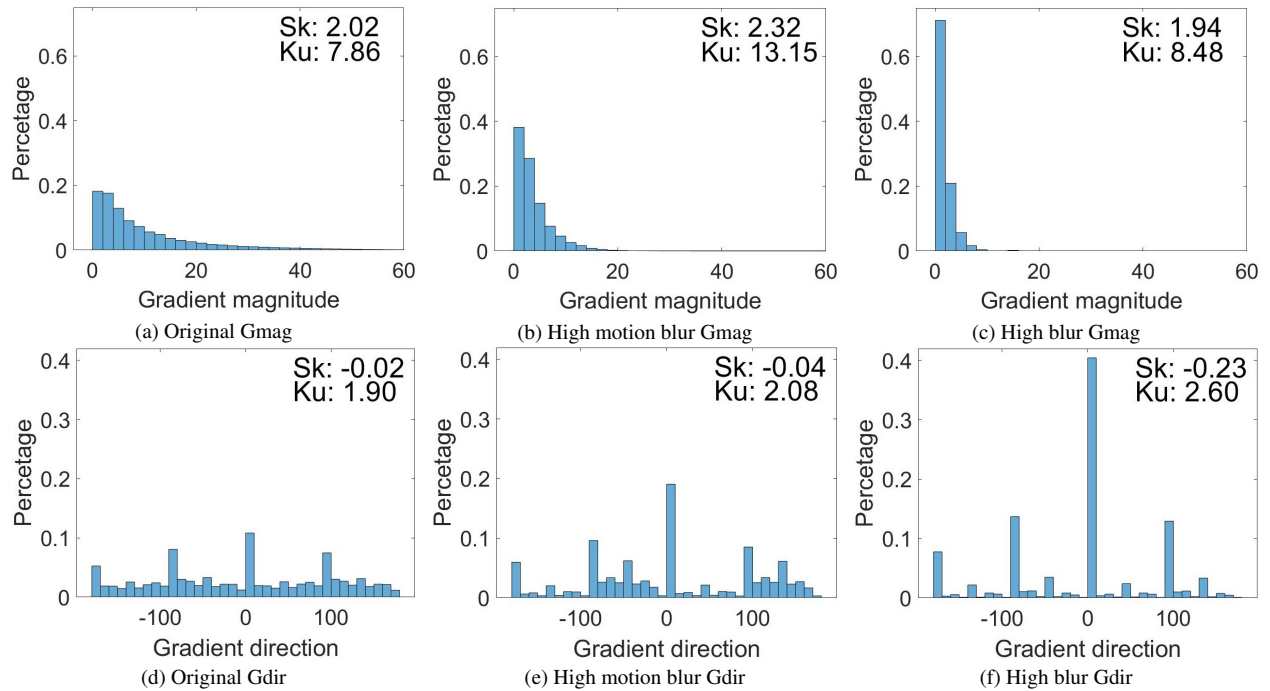 Sk: 2.02
Ku: 7.86
0.6
0.4
0.2
0
Percetage
0 20 40 60
Gradient magnitude
(a) Original Gmag
Sk: 2.32
Ku: 13.15
0.6
0.4
0.2
0
Percetage
0 20 40 60
Gradient magnitude
(b) High motion blur Gmag
Sk: 1.94
Ku: 8.48
0.6
0.4
0.2
0
Percetage
0 20 40 60
Gradient magnitude
(c) High blur Gmag
Sk: -0.02
Ku: 1.90
0.4
0.3
0.2
0.1
0
Percetage
-100 0 100
Gradient direction
(d) Original Gdir
Sk: -0.04
Ku: 2.08
0.4
0.3
0.2
0.1
0
Percetage
-100 0 100
Gradient direction
(e) High motion blur Gdir
Sk: -0.23
Ku: 2.60
0.4
0.3
0.2
0.1
0
Percetage
-100 0 100
Gradient direction
(f) High blur Gdir